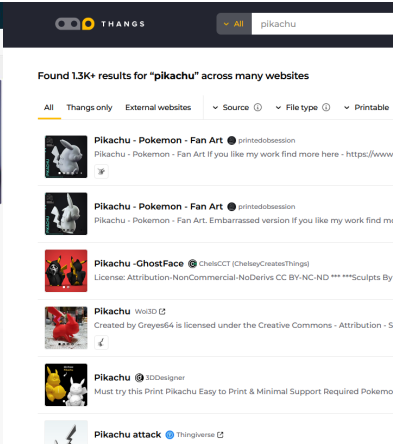 THANGS
All
pikachu
Found 1.3K+ results for “pikachu” across many websites
All Thangs only External websites Source File type Printable
Pikachu - Pokemon - Fan Art printedobsession
Pikachu - Pokemon - Fan Art If you like my work find more here - https://www
Pikachu - Pokemon - Fan Art printedobsession
Pikachu - Pokemon - Fan Art. Embarrassed version If you like my work find mo
Pikachu -GhostFace ChelsCCT (ChelseyCreatesThings)
License: Attribution-NonCommercial-NoDerivs CC BY-NC-ND *** ***Sculpts By
Pikachu Woi3D
Created by Greyes64 is licensed under the Creative Commons - Attribution - S
Pikachu 3DDesigner
Must try this Print Pikachu Easy to Print & Minimal Support Required Pokemo
Pikachu attack Thingiverse